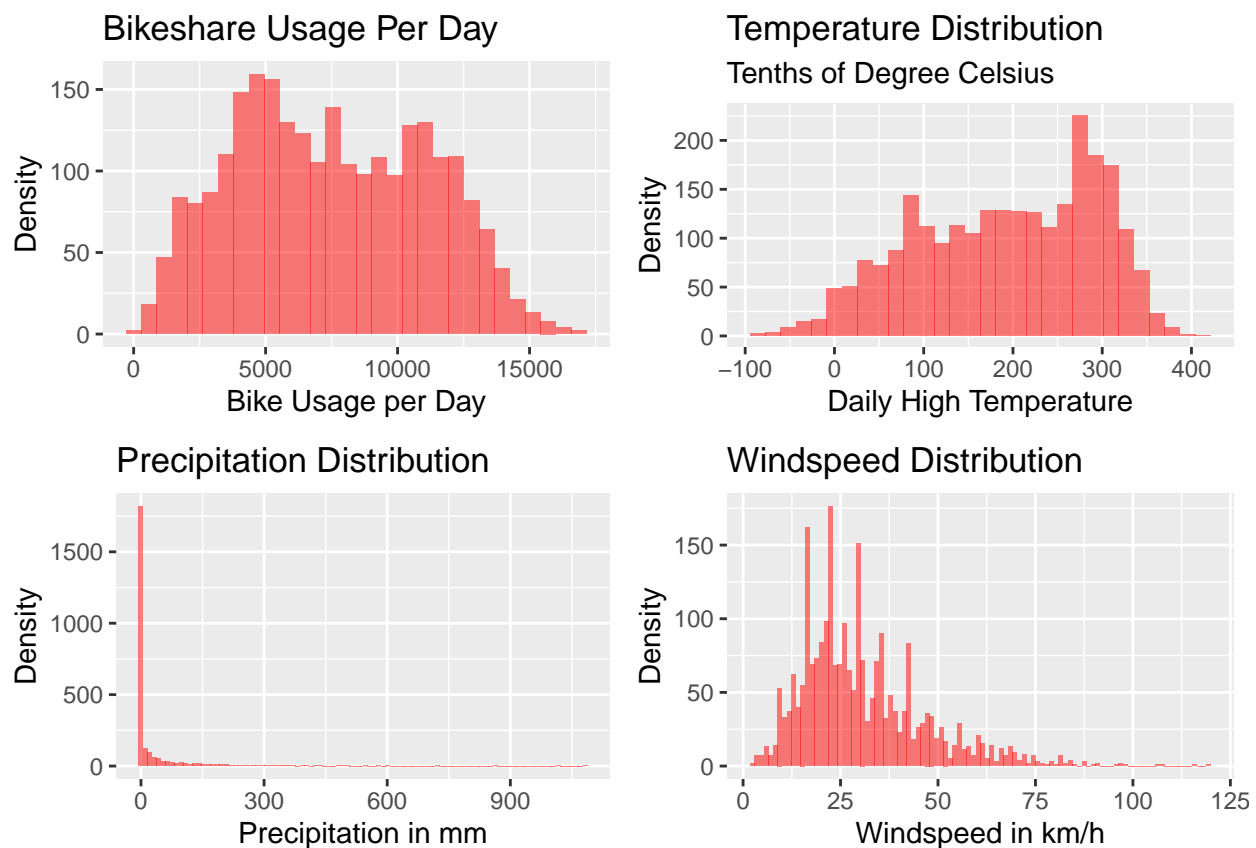 Bikeshare Usage Per Day
150
100
50
0
Density
0 5000 10000 15000
Bike Usage per Day
Temperature Distribution
Tenths of Degree Celsius
200
150
100
50
0
Density
−100 0 100 200 300 400
Daily High Temperature
Precipitation Distribution
1500
1000
500
0
Density
0 300 600 900
Precipitation in mm
Windspeed Distribution
150
100
50
0
Density
0 25 50 75 100 125
Windspeed in km/h